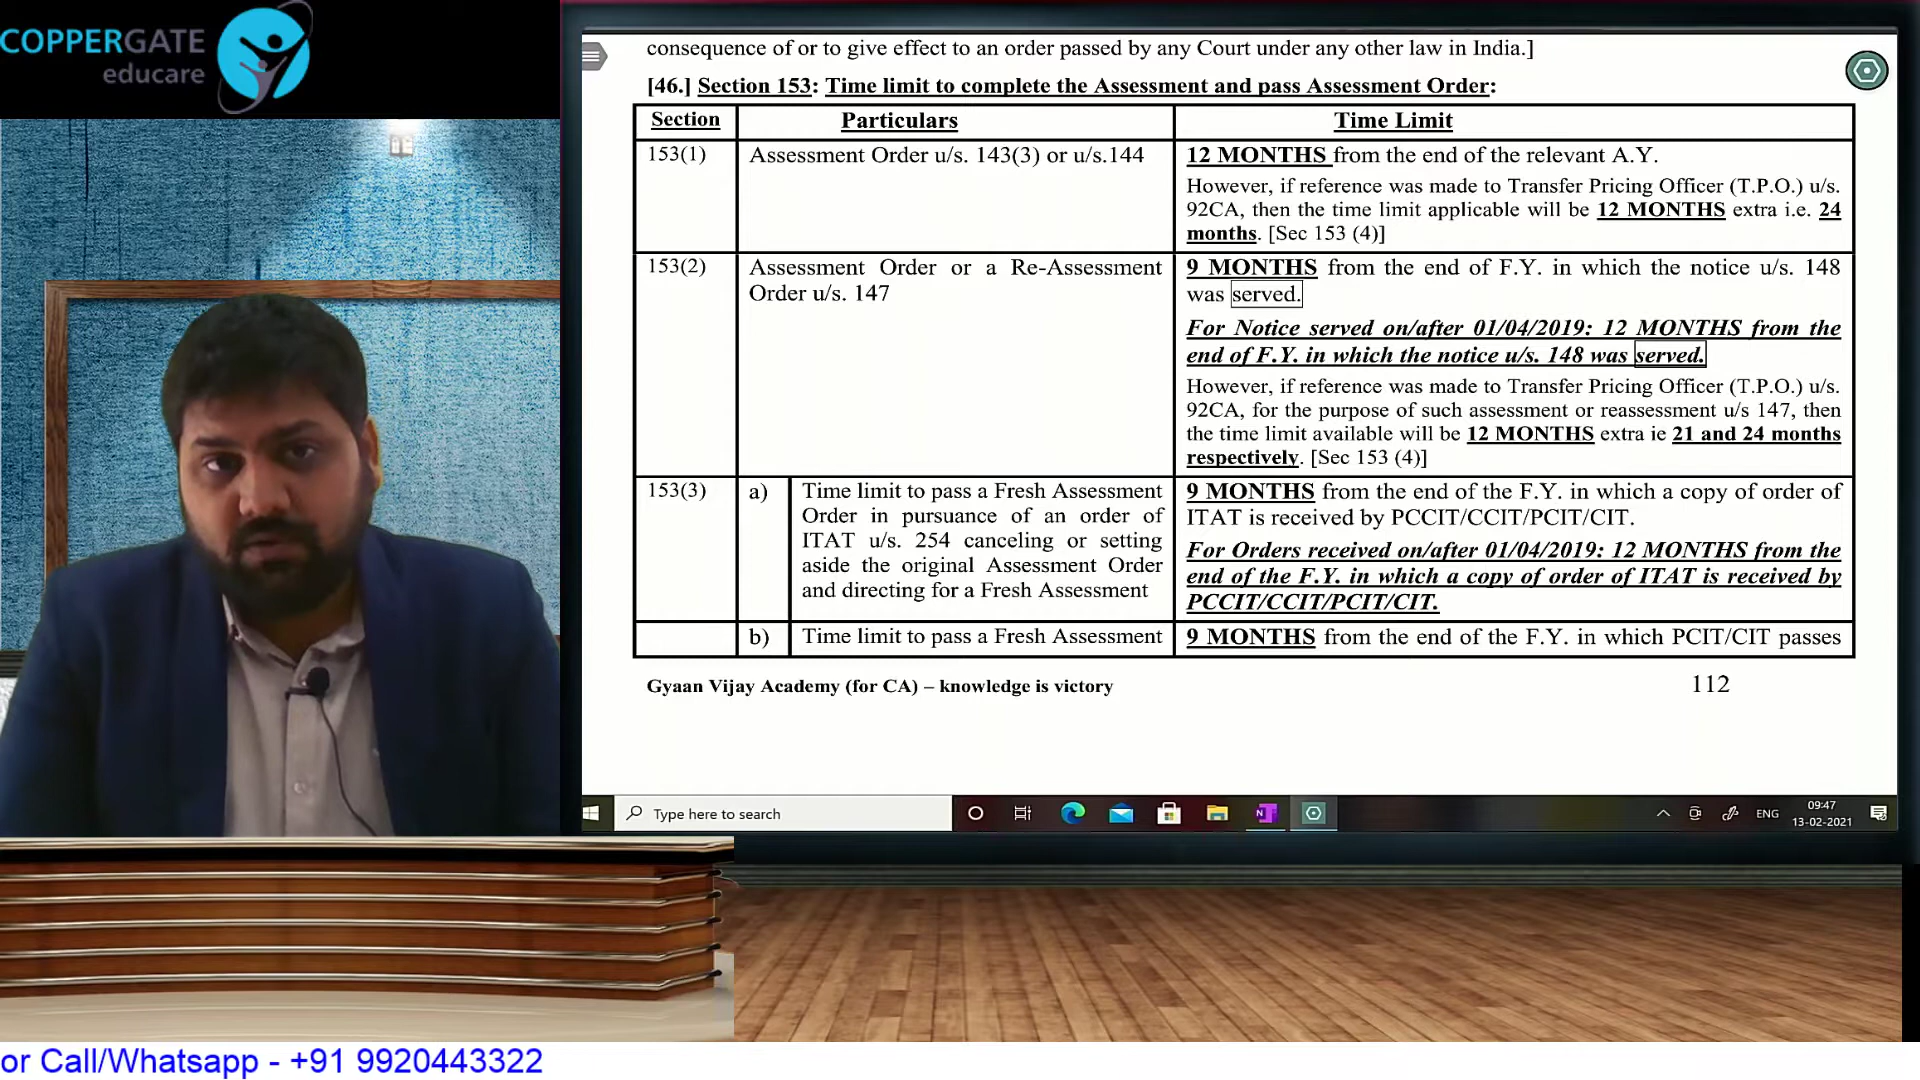 COPPERGATE
educare
consequence of or to give effect to an order passed by any Court under any other law in India.]
[46.] Section 153: Time limit to complete the Assessment and pass Assessment Order:
Section Particulars Time Limit
153(1) Assessment Order u/s. 143(3) or u/s.144
12 MONTHS from the end of the relevant A.Y.
However, if reference was made to Transfer Pricing Officer (T.P.O.) u/s.
92CA, then the time limit applicable will be 12 MONTHS extra i.e. 24
months. [Sec 153 (4)]
153(2) Assessment Order or a Re-Assessment
Order u/s. 147
9 MONTHS from the end of F.Y. in which the notice u/s. 148
was served.
For Notice served on/after 01/04/2019: 12 MONTHS from the
end of F.Y. in which the notice u/s. 148 was served.
However, if reference was made to Transfer Pricing Officer (T.P.O.) u/s.
92CA, for the purpose of such assessment or reassessment u/s 147, then
the time limit available will be 12 MONTHS extra ie 21 and 24 months
respectively. [Sec 153 (4)]
153(3) a) Time limit to pass a Fresh Assessment
Order in pursuance of an order of
ITAT u/s. 254 canceling or setting
aside the original Assessment Order
and directing for a Fresh Assessment
9 MONTHS from the end of the F.Y. in which a copy of order of
ITAT is received by PCCIT/CCIT/PCIT/CIT.
For Orders received on/after 01/04/2019: 12 MONTHS from the
end of the F.Y. in which a copy of order of ITAT is received by
PCCIT/CCIT/PCIT/CIT.
b) Time limit to pass a Fresh Assessment
9 MONTHS from the end of the F.Y. in which PCIT/CIT passes
Gyaan Vijay Academy (for CA) – knowledge is victory 112
Type here to search
ENG
09:47
13-02-2021
or Call/Whatsapp - +91 9920443322